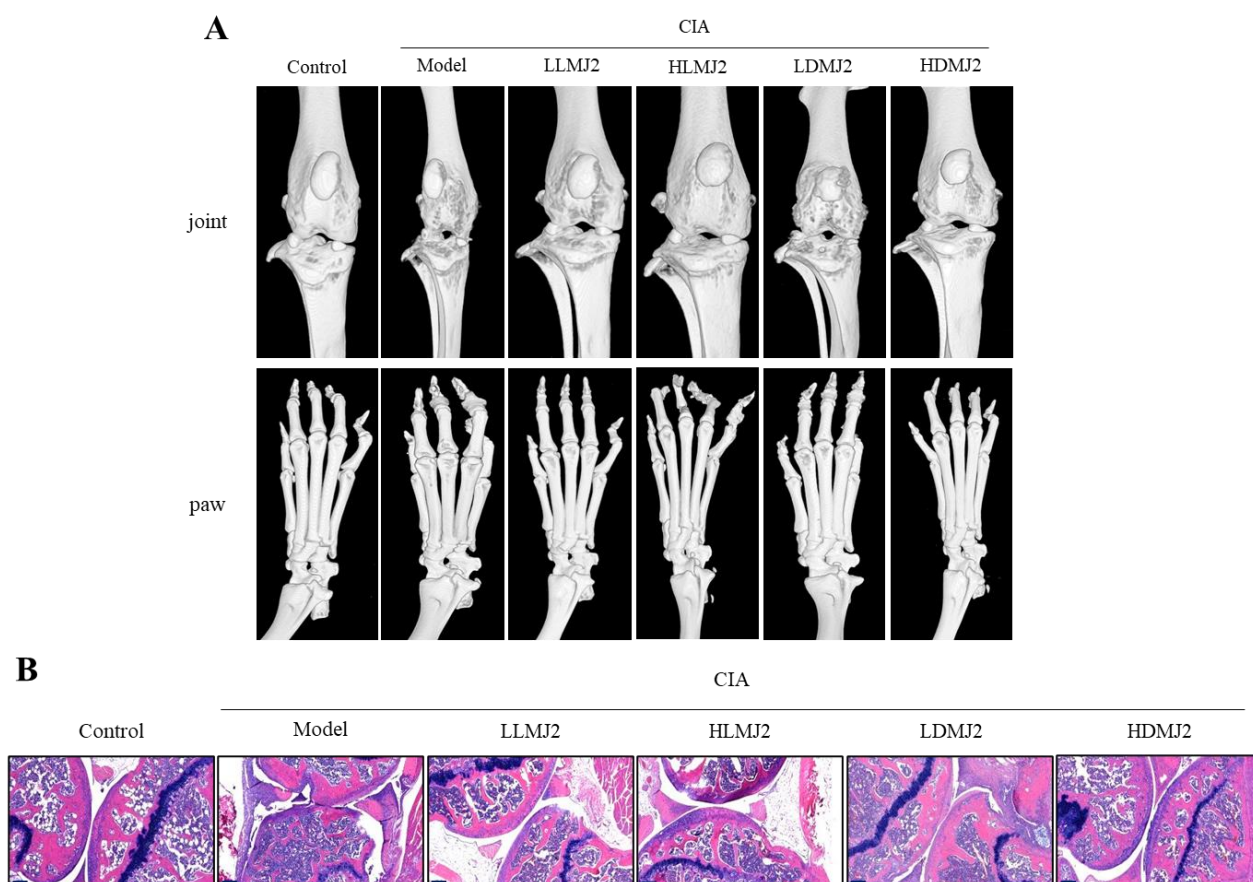 A
CIA
Control Model LLMJ2 HLMJ2 LDMJ2 HDMJ2
joint
paw
B
CIA
Control Model LLMJ2 HLMJ2 LDMJ2 HDMJ2